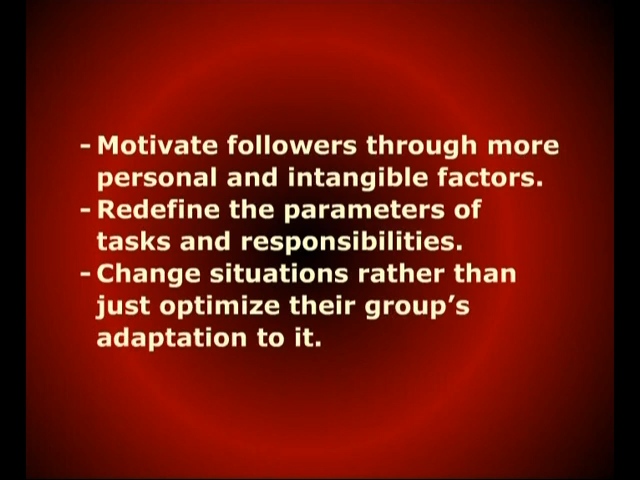 - Motivate followers through more
personal and intangible factors.
- Redefine the parameters of
tasks and responsibilities.
- Change situations rather than
just optimize their group’s
adaptation to it.